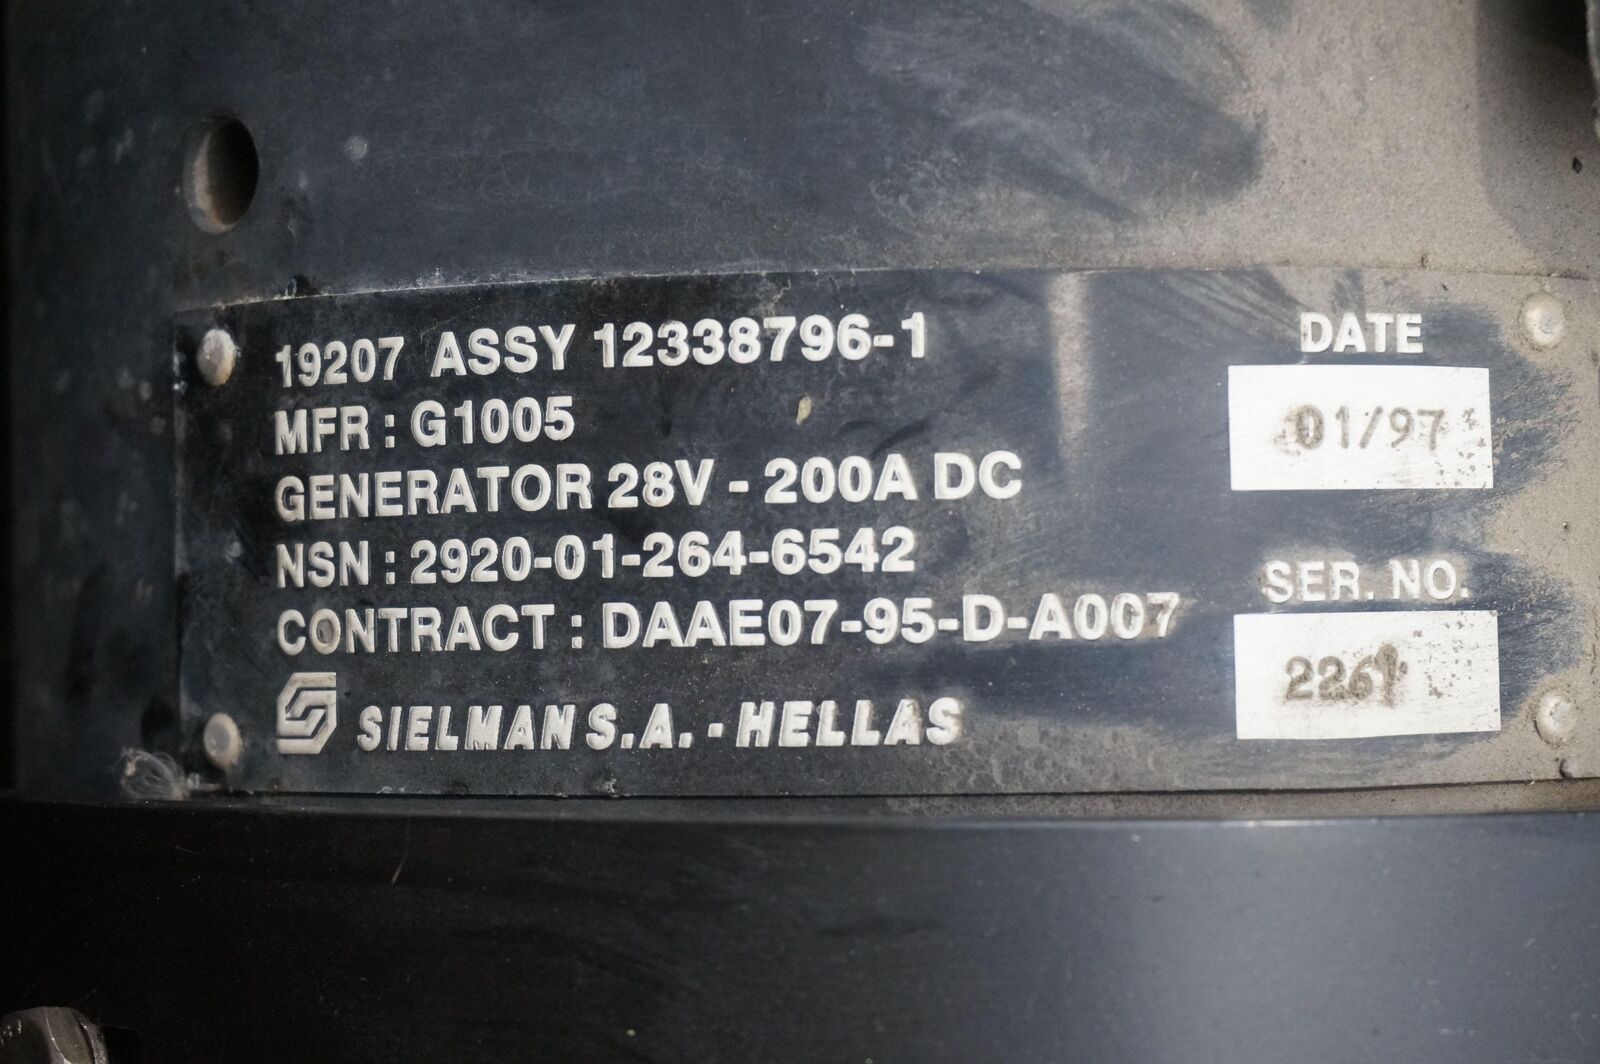 19207 ASSY 12338796-1
MFR : G1005
GENERATOR 28V - 200A DC
NSN : 2920-01-264-6542
CONTRACT : DAAE07-95-D-A007
SIELMAN S.A. - HELLAS
DATE
01/97
SER. NO.